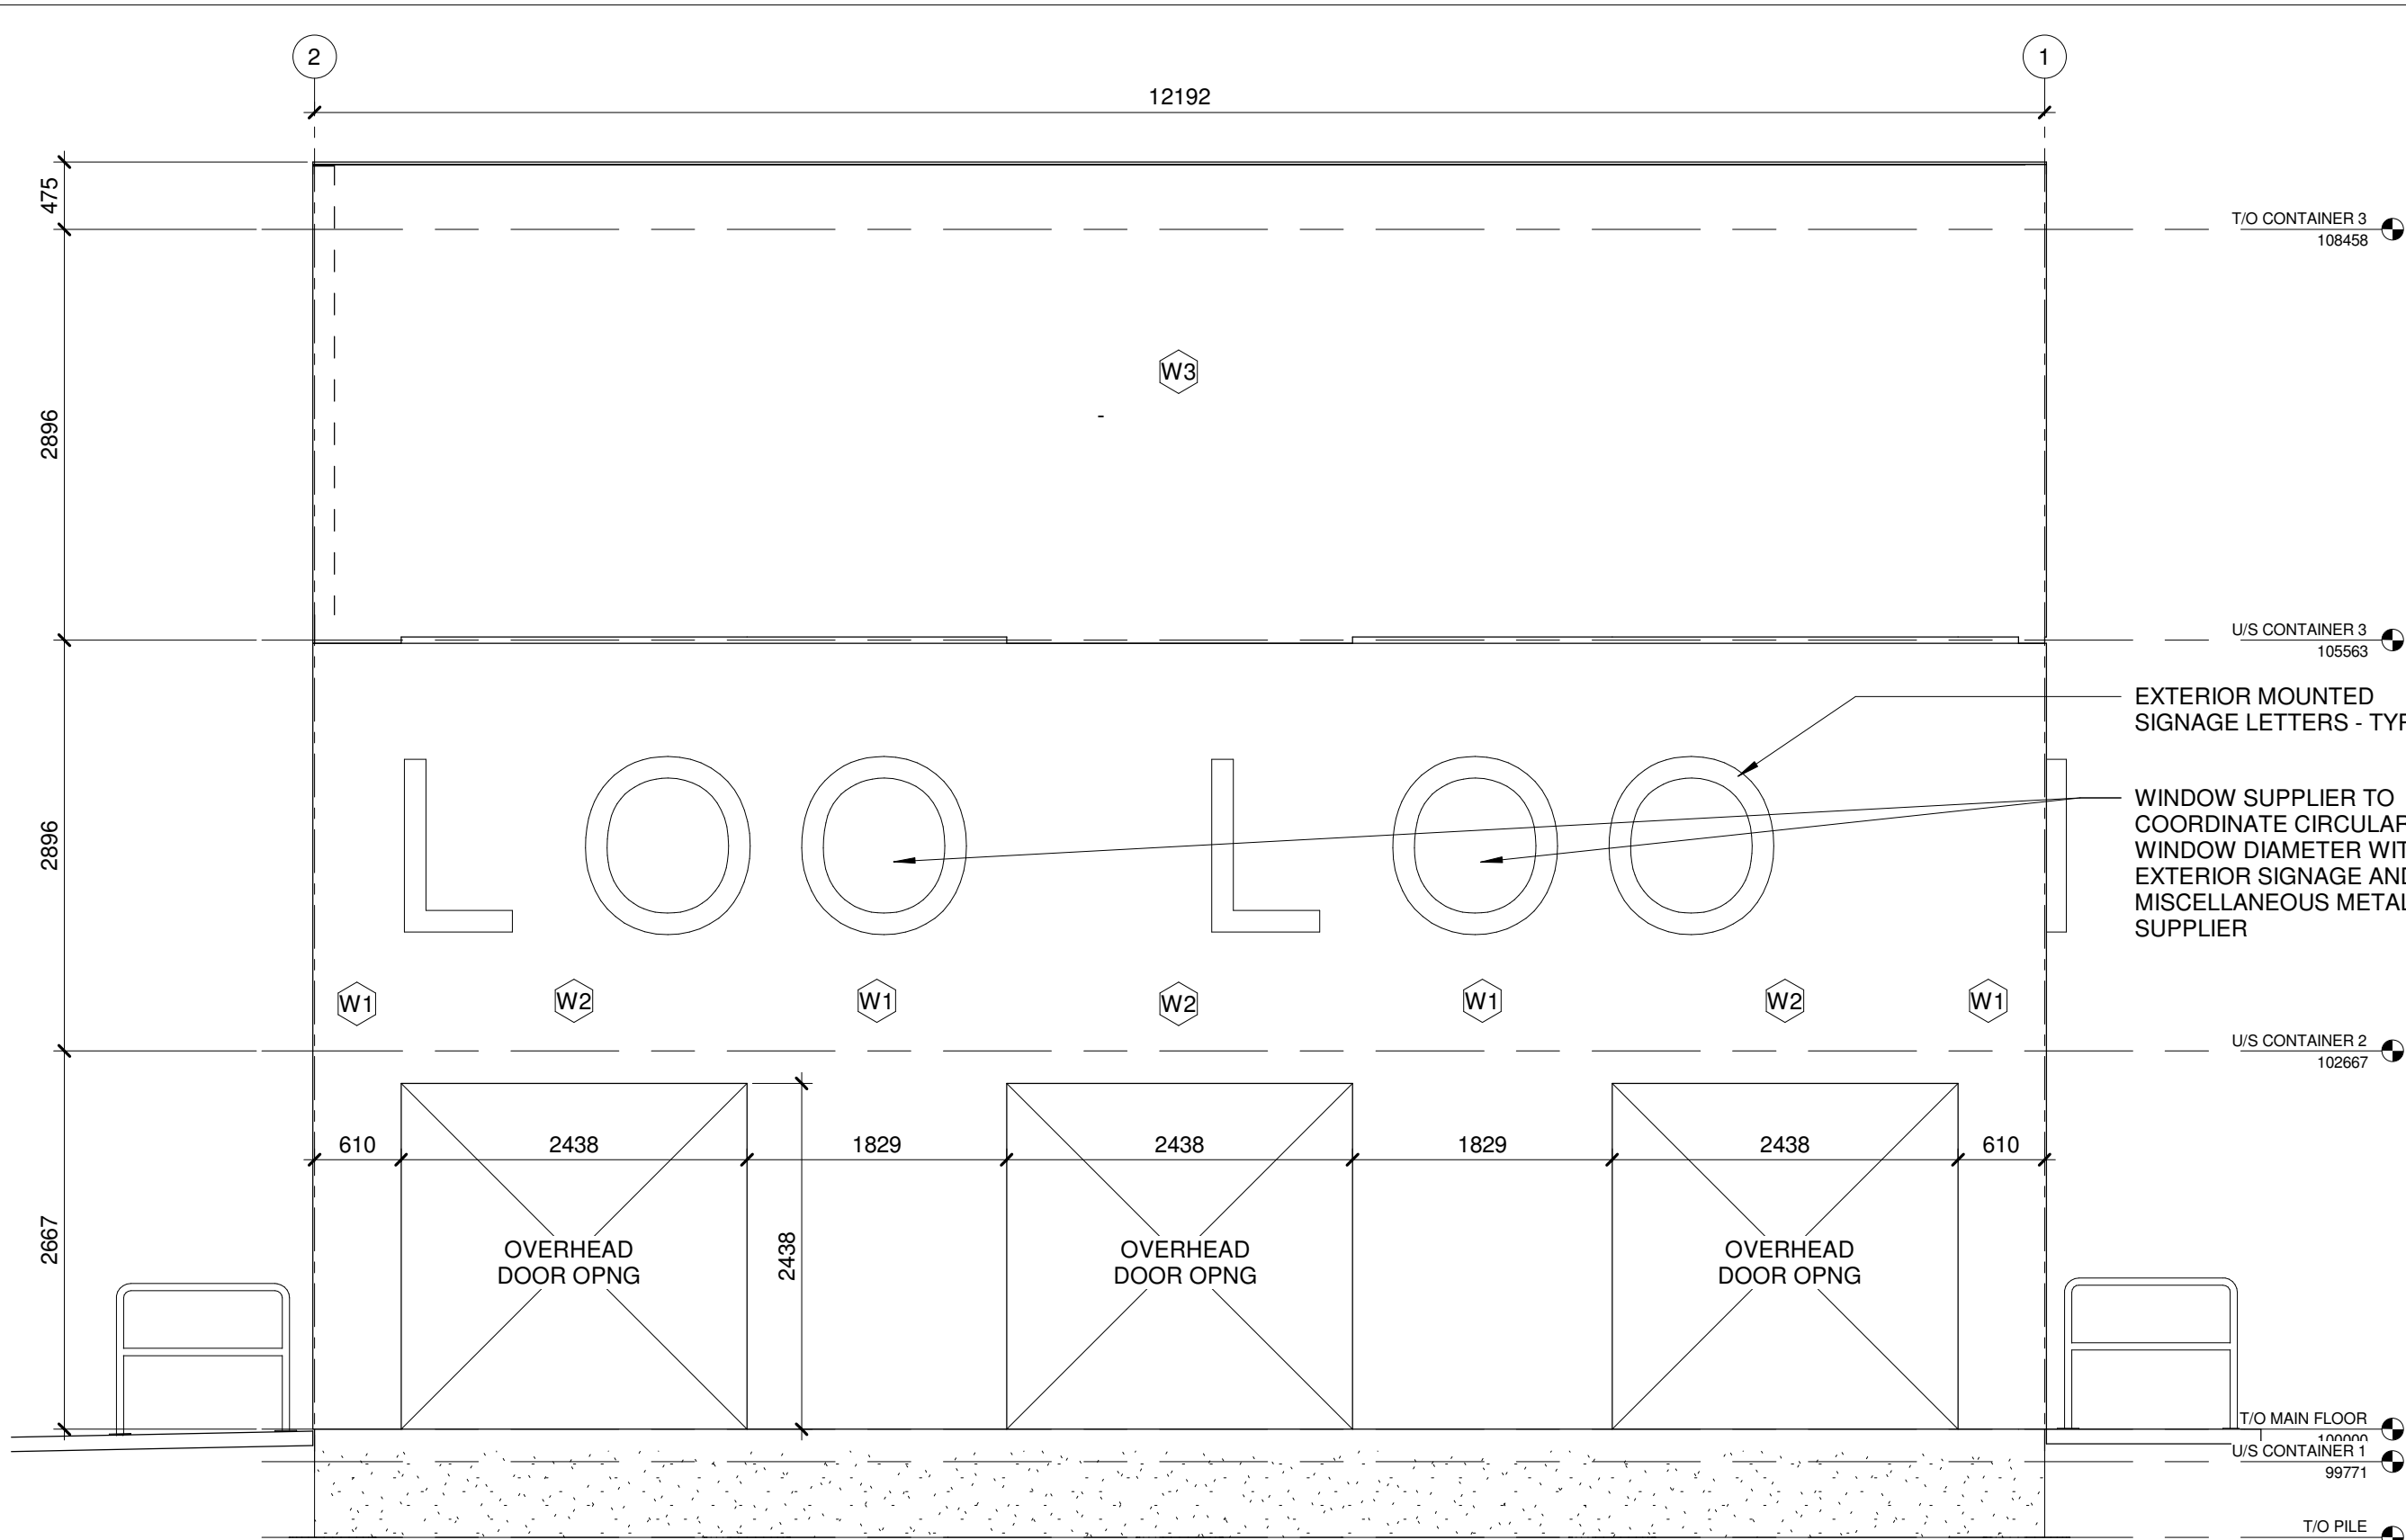 2
1
12192
475
T/O CONTAINER 3
108458
W3
-
2896
U/S CONTAINER 3
105563
EXTERIOR MOUNTED
SIGNAGE LETTERS - TYP
WINDOW SUPPLIER TO
COORDINATE CIRCULAR
WINDOW DIAMETER WIT
EXTERIOR SIGNAGE AND
MISCELLANEOUS METAL
SUPPLIER
2896
L O O L O O
W1 W2 W1 W2 W1 W2 W1
U/S CONTAINER 2
102667
610 2438 1829 2438 1829 2438 610
2667
2438
OVERHEAD
DOOR OPNG
OVERHEAD
DOOR OPNG
OVERHEAD
DOOR OPNG
T/O MAIN FLOOR
100000
U/S CONTAINER 1
99771
T/O PILE